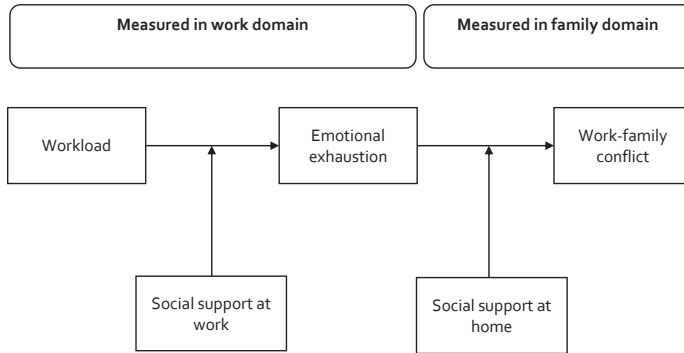 Measured in work domain
Measured in family domain
Workload
Emotional
exhaustion
Work-family
conflict
Social support at
work
Social support at
home